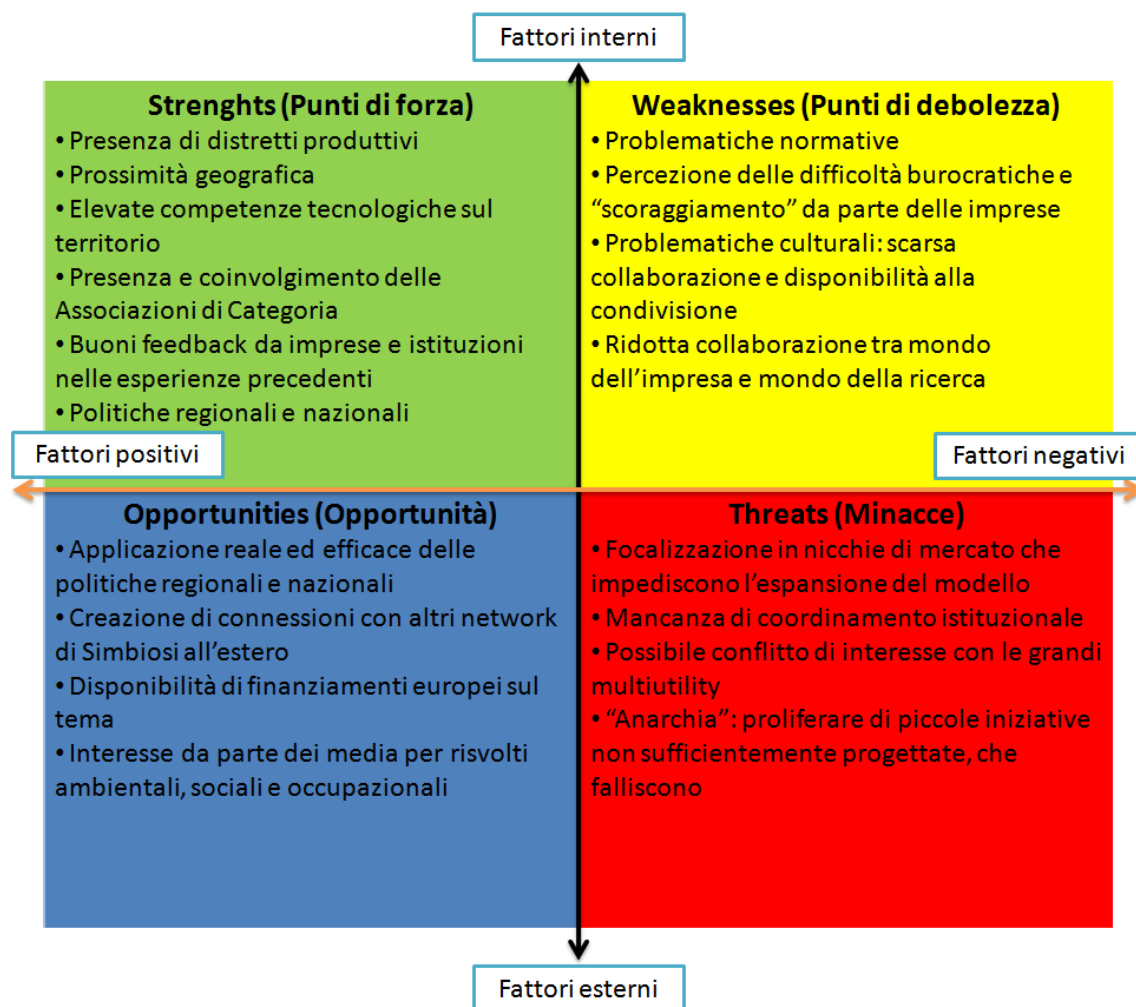 Fattori interni
Strenghts (Punti di forza)
• Presenza di distretti produttivi
• Prossimità geografica
• Elevate competenze tecnologiche sul
territorio
• Presenza e coinvolgimento delle
Associazioni di Categoria
• Buoni feedback da imprese e istituzioni
nelle esperienze precedenti
• Politiche regionali e nazionali
Weaknesses (Punti di debolezza)
• Problematiche normative
• Percezione delle difficoltà burocratiche e
“scoraggiamento” da parte delle imprese
• Problematiche culturali: scarsa
collaborazione e disponibilità alla
condivisione
• Ridotta collaborazione tra mondo
dell’impresa e mondo della ricerca
Fattori positivi
Fattori negativi
Opportunities (Opportunità)
• Applicazione reale ed efficace delle
politiche regionali e nazionali
• Creazione di connessioni con altri network
di Simbiosi all’estero
• Disponibilità di finanziamenti europei sul
tema
• Interesse da parte dei media per risvolti
ambientali, sociali e occupazionali
Threats (Minacce)
• Focalizzazione in nicchie di mercato che
impediscono l’espansione del modello
• Mancanza di coordinamento istituzionale
• Possibile conflitto di interesse con le grandi
multiutility
• “Anarchia”: proliferare di piccole iniziative
non sufficientemente progettate, che
falliscono
Fattori esterni